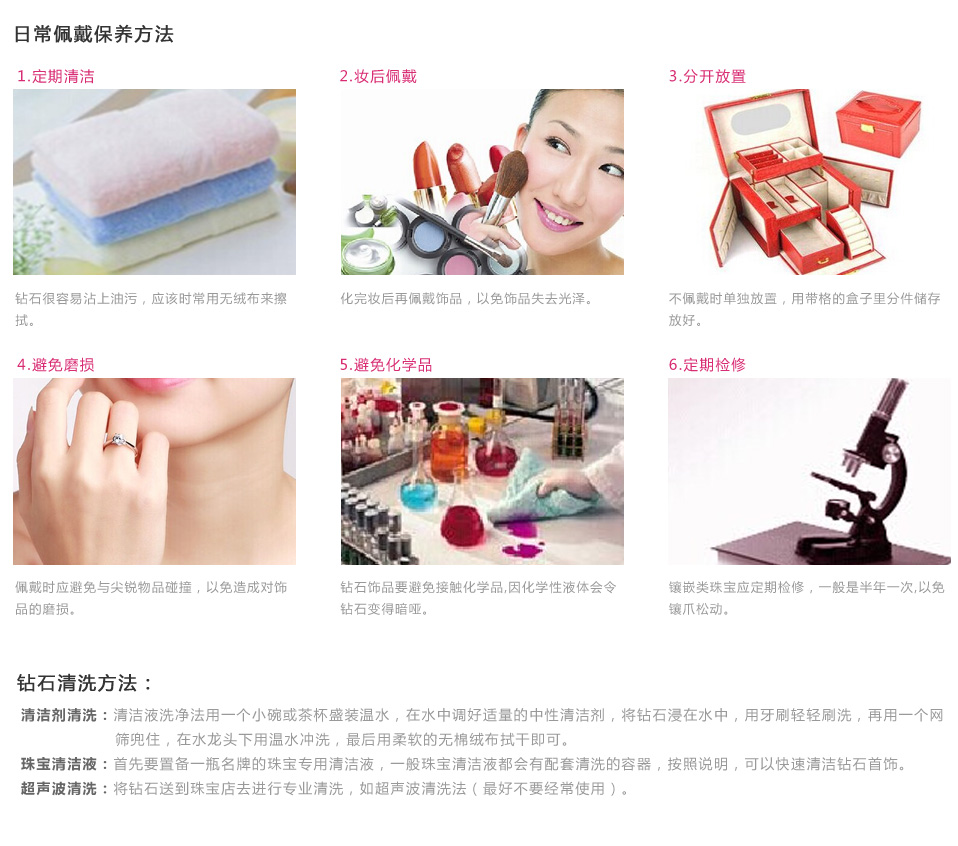 日常佩戴保养方法
1.定期清洁
2.妆后佩戴
3.分开放置
钻石很容易沾上油污，应该时常用无绒布来擦
拭。
化完妆后再佩戴饰品，以免饰品失去光泽。
不佩戴时单独放置，用带格的盒子里分件储存
放好。
4.避免磨损
5.避免化学品
6.定期检修
佩戴时应避免与尖锐物品碰撞，以免造成对饰
品的磨损。
钻石饰品要避免接触化学品,因化学性液体会令
钻石变得暗哑。
镶嵌类珠宝应定期检修，一般是半年一次,以免
镶爪松动。
钻石清洗方法：
清洁剂清洗：清洁液洗净法用一个小碗或茶杯盛装温水，在水中调好适量的中性清洁剂，将钻石浸在水中，用牙刷轻轻刷洗，再用一个网
筛兜住，在水龙头下用温水冲洗，最后用柔软的无棉绒布拭干即可。
珠宝清洁液：首先要置备一瓶名牌的珠宝专用清洁液，一般珠宝清洁液都会有配套清洗的容器，按照说明，可以快速清洁钻石首饰。
超声波清洗：将钻石送到珠宝店去进行专业清洗，如超声波清洗法（最好不要经常使用）。